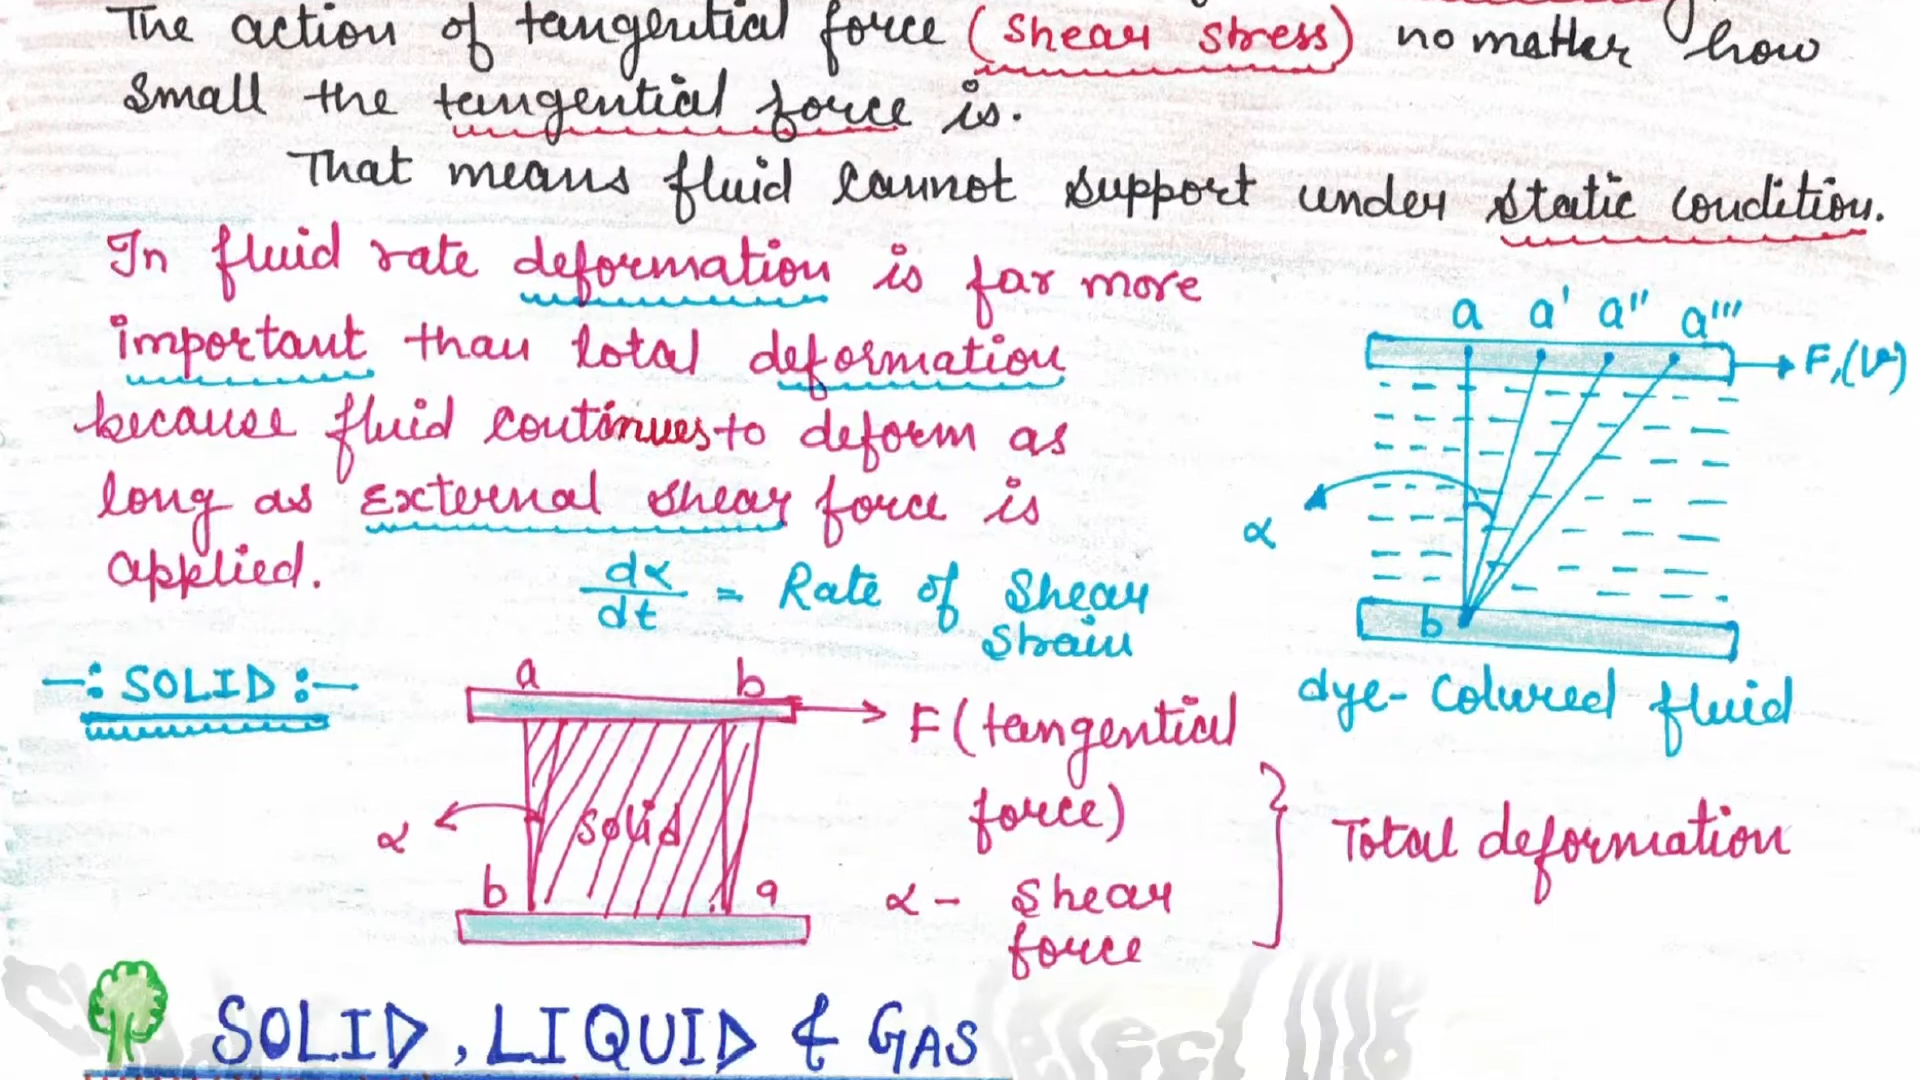 The action of tangential force (shear stress) no matter how
small the tangential force is.
That means fluid cannot support under static condition.
In fluid rate deformation is far more
important than total deformation
because fluid continues to deform as
long as External shear force is
applied.
dα/dt = Rate of Shear
Strain
a a' a'' a'''
F, (V)
α
b
dye-coloured fluid
-: SOLID :-
a b
F (tangential
force)
solid
α
b a
α - Shear
force
Total deformation
SOLID, LIQUID & GAS